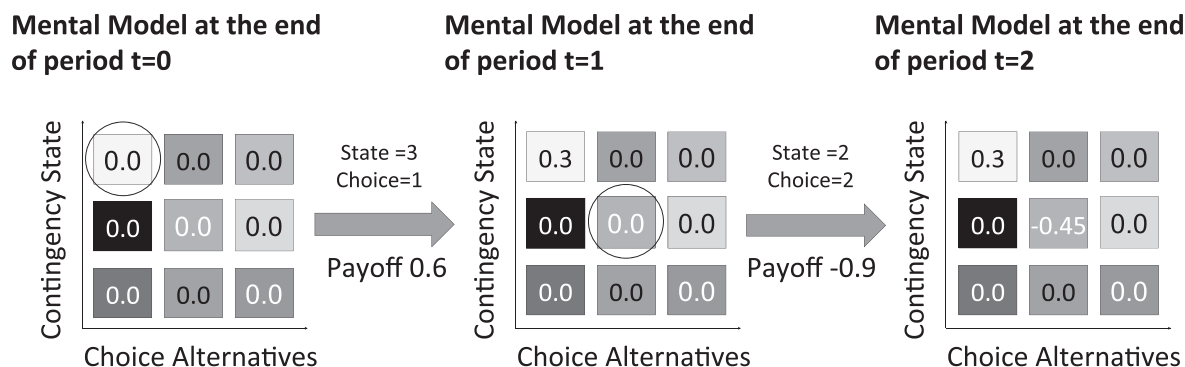 Mental Model at the end
of period t=0
Mental Model at the end
of period t=1
Mental Model at the end
of period t=2
Contingency State
0.0 0.0 0.0
0.0 0.0 0.0
0.0 0.0 0.0
Choice Alternatives
State =3
Choice=1
Payoff 0.6
Contingency State
0.3 0.0 0.0
0.0 0.0 0.0
0.0 0.0 0.0
Choice Alternatives
State =2
Choice=2
Payoff -0.9
Contingency State
0.3 0.0 0.0
0.0 -0.45 0.0
0.0 0.0 0.0
Choice Alternatives